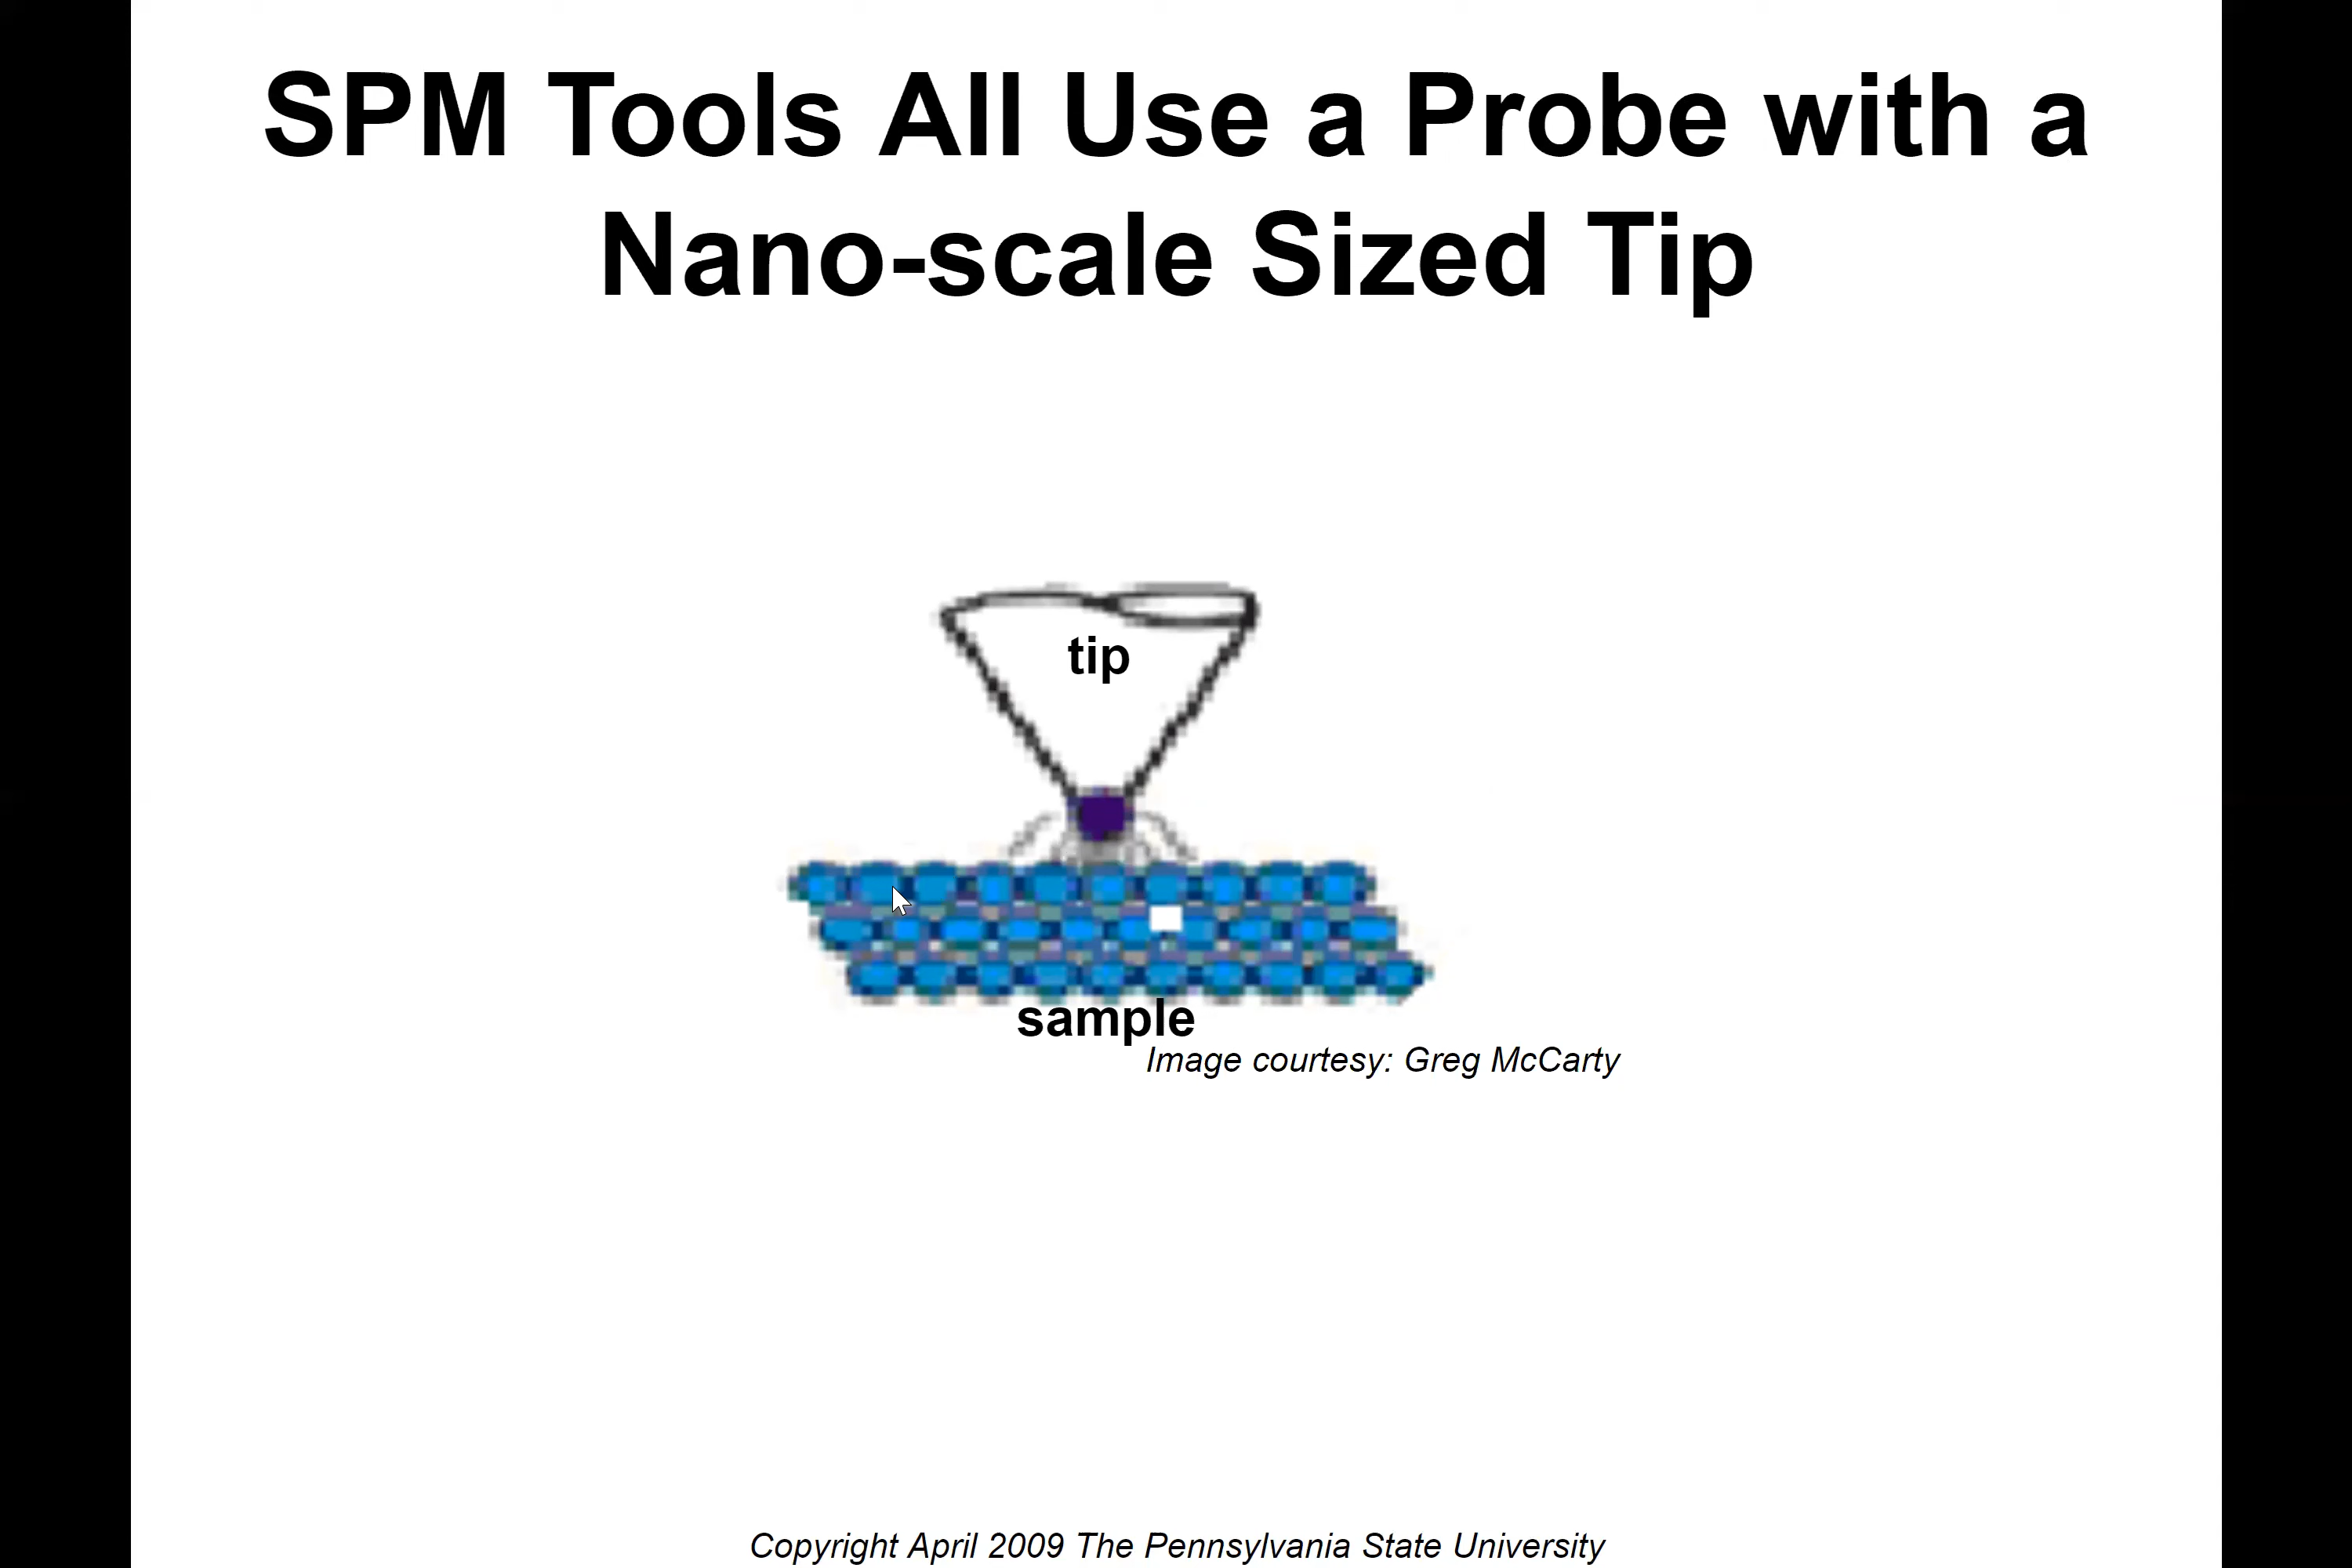 SPM Tools All Use a Probe with a
Nano-scale Sized Tip
tip
sample
Image courtesy: Greg McCarty
Copyright April 2009 The Pennsylvania State University